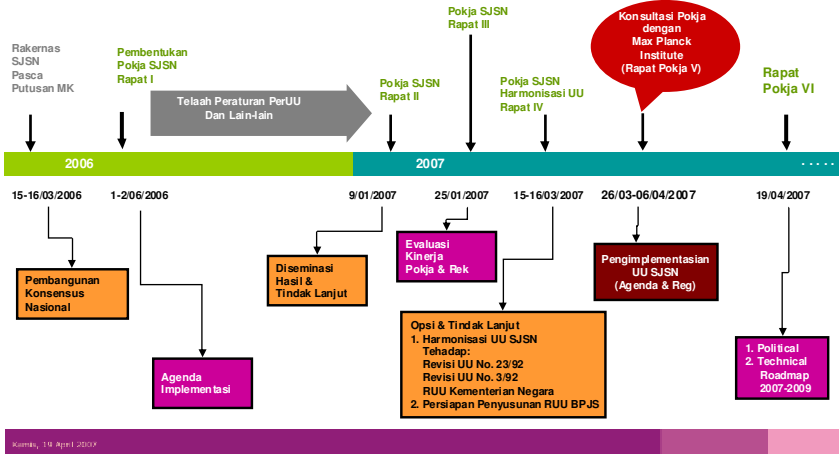 Rakernas
SJSN
Pasca
Putusan MK
Pembentukan
Pokja SJSN
Rapat I
Telaah Peraturan PerUU
Dan Lain-lain
Pokja SJSN
Rapat II
Pokja SJSN
Rapat III
Pokja SJSN
Harmonisasi UU
Rapat IV
Konsultasi Pokja
dengan
Max Planck
Institute
(Rapat Pokja V)
Rapat
Pokja VI
2006
2007
. . . . .
15-16/03/2006
1-2/06/2006
9/01/2007
25/01/2007
15-16/03/2007
26/03-06/04/2007
19/04/2007
Pembangunan
Konsensus
Nasional
Agenda
Implementasi
Diseminasi
Hasil &
Tindak Lanjut
Evaluasi
Kinerja
Pokja & Rek
Opsi & Tindak Lanjut
1. Harmonisasi UU SJSN
Tehadap:
Revisi UU No. 23/92
Revisi UU No. 3/92
RUU Kementerian Negara
2. Persiapan Penyusunan RUU BPJS
Pengimplementasian
UU SJSN
(Agenda & Reg)
1. Political
2. Technical
Roadmap
2007-2009
Kamis, 19 April 2007